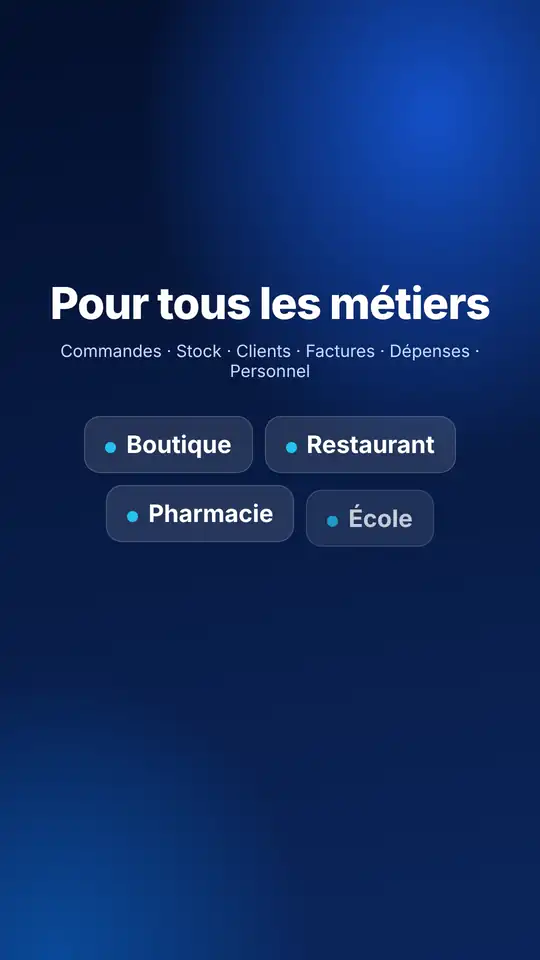 Pour tous les métiers
Commandes · Stock · Clients · Factures · Dépenses ·
Personnel
Boutique
Restaurant
Pharmacie
École